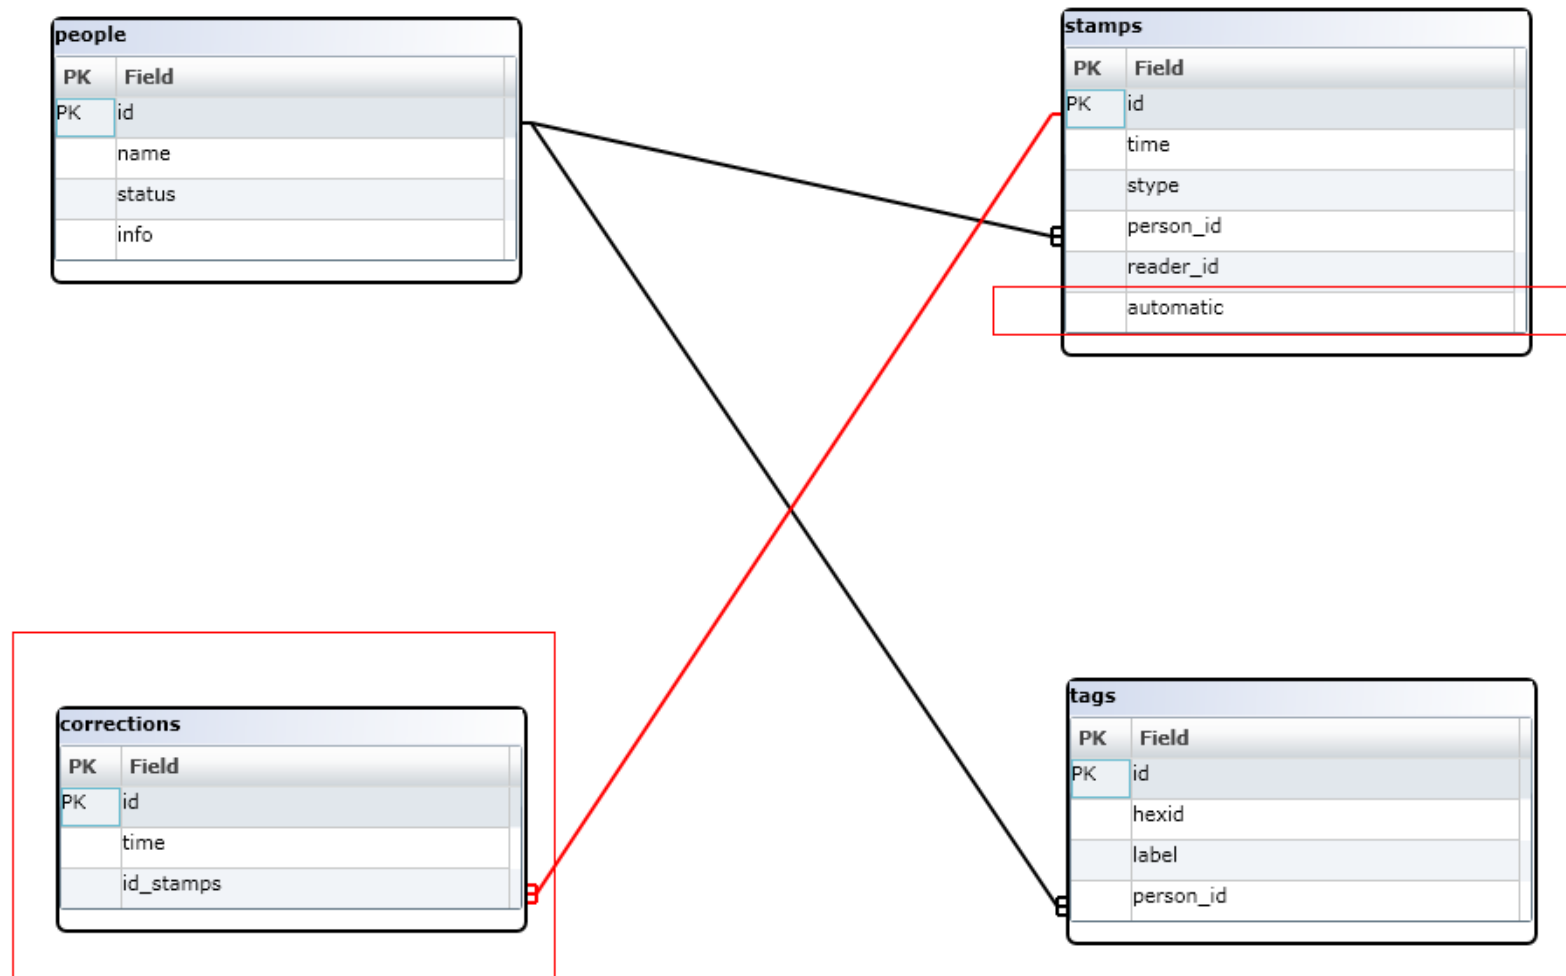 people
PK Field
PK id
name
status
info
stamps
PK Field
PK id
time
stype
person_id
reader_id
automatic
corrections
PK Field
PK id
time
id_stamps
tags
PK Field
PK id
hexid
label
person_id